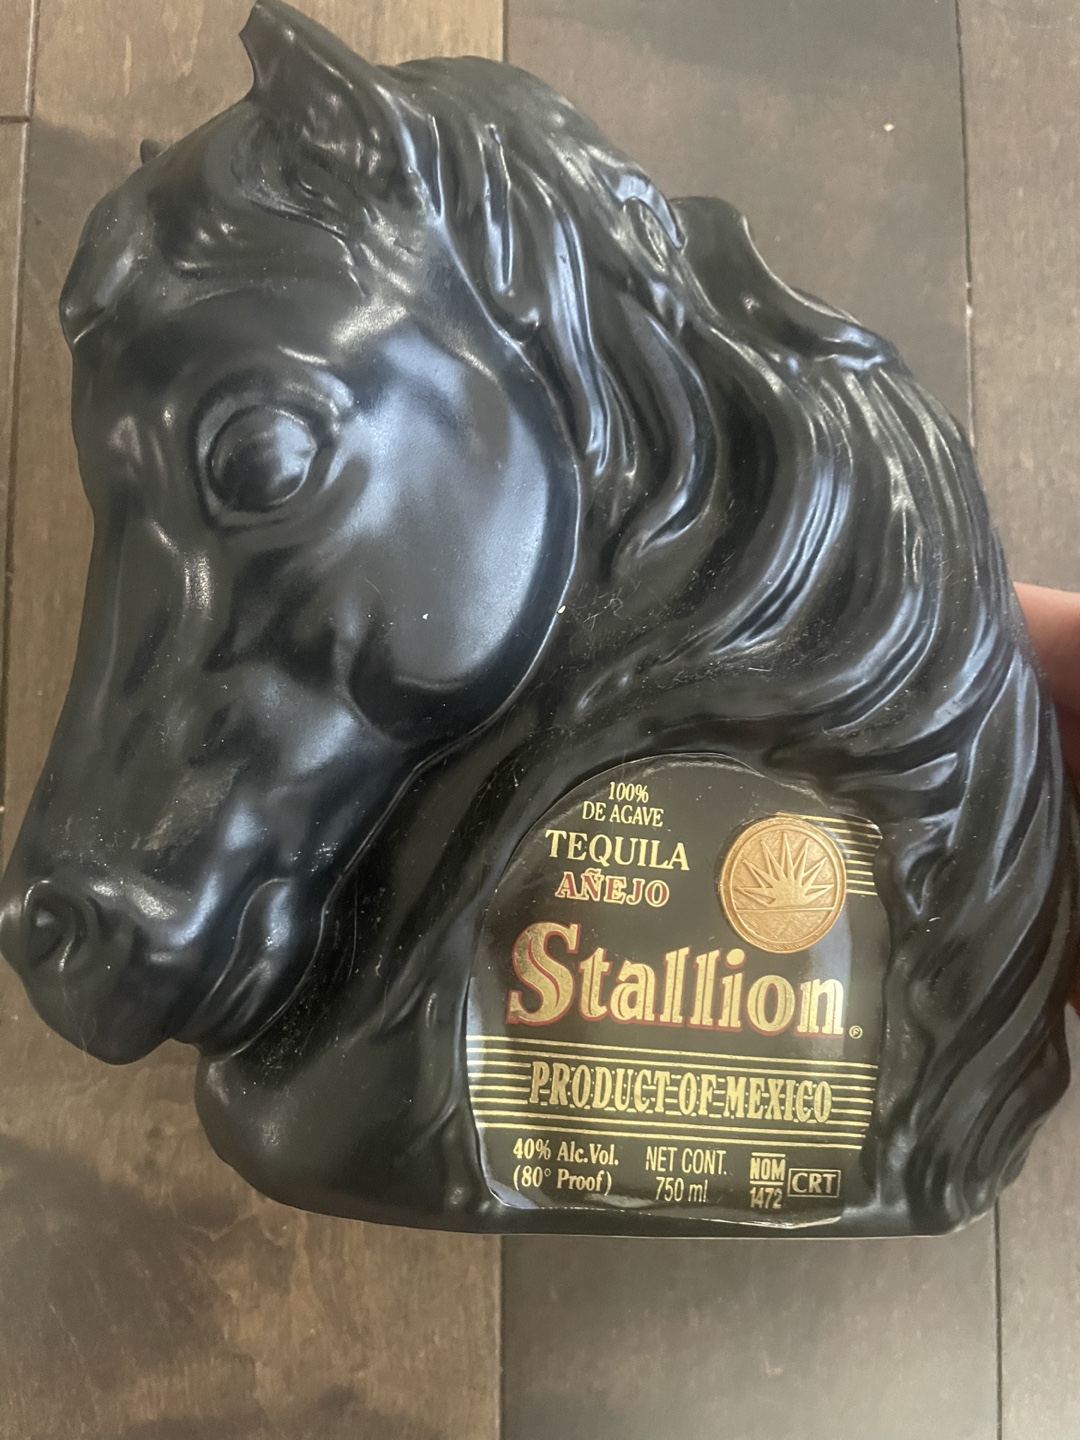 100%
DE AGAVE
TEQUILA
AÑEJO
Stallion
PRODUCT OF MEXICO
40% Alc.Vol.
(80° Proof)
NET CONT.
750 ml
NOM
1472
CRT